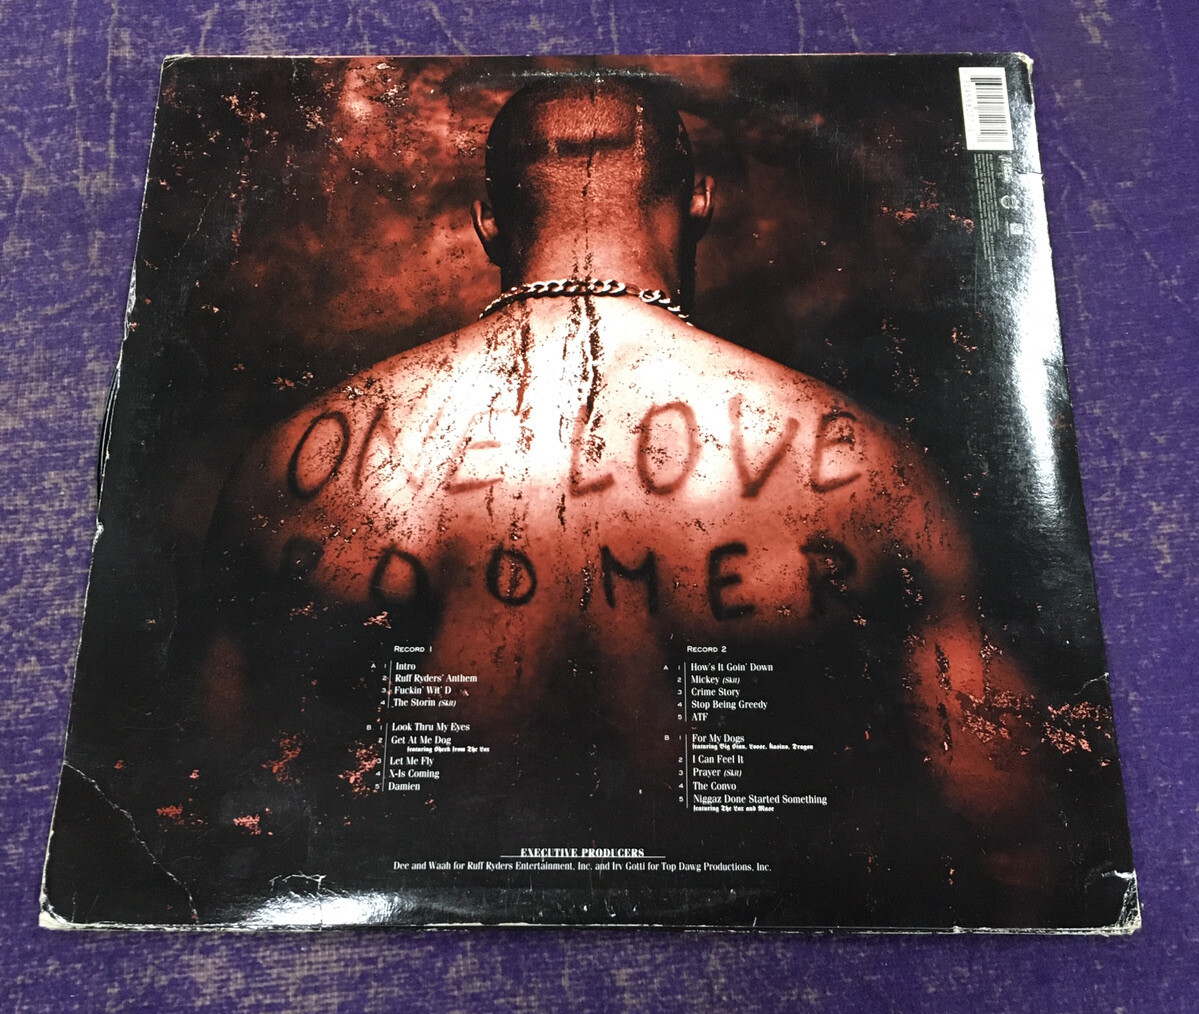 ONE LOVE
BOOMER
RECORD 1
A 1 Intro
2 Ruff Ryders' Anthem
3 Fuckin' Wit' D
4 The Storm (Skit)
B 1 Look Thru My Eyes
2 Get At Me Dog
featuring Sheek from The Lox
3 Let Me Fly
4 X-Is Coming
5 Damien
RECORD 2
A 1 How's It Goin' Down
2 Mickey (Skit)
3 Crime Story
4 Stop Being Greedy
5 ATF
B 1 For My Dogs
featuring Big Stan, Loose, Kasino, Dragon
2 I Can Feel It
3 Prayer (Skit)
4 The Convo
5 Niggaz Done Started Something
featuring The Lox and Mase
EXECUTIVE PRODUCERS
Dee and Waah for Ruff Ryders Entertainment, Inc. and Irv Gotti for Top Dawg Productions, Inc.